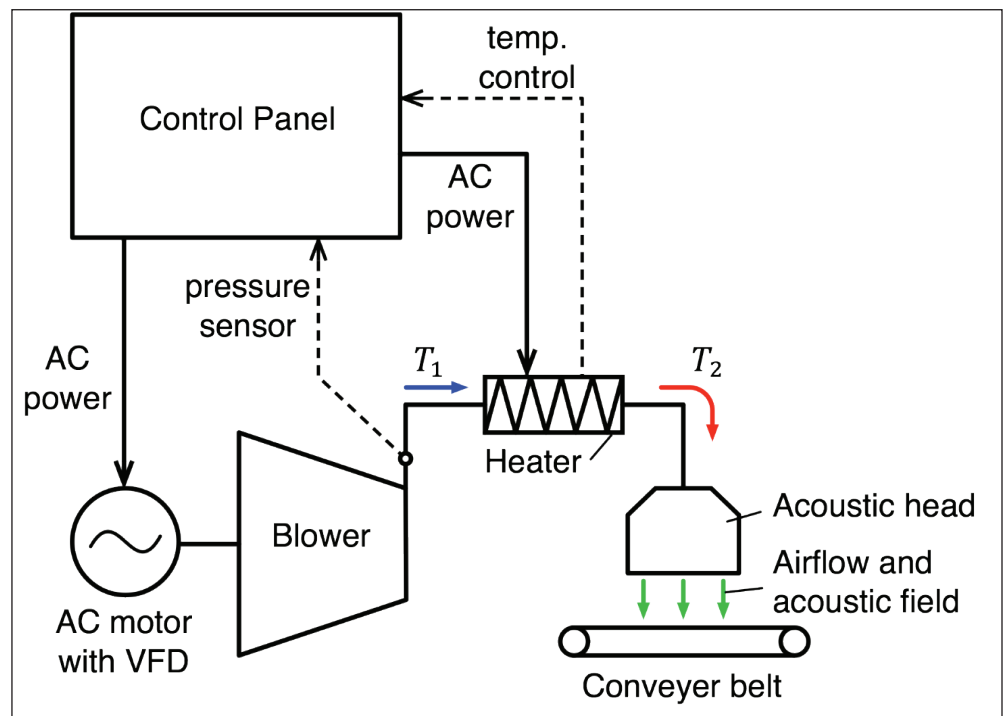 temp.
control
Control Panel
AC
power
pressure
sensor
AC
power
T₁
T₂
Heater
Blower
Acoustic head
Airflow and
acoustic field
AC motor
with VFD
Conveyer belt